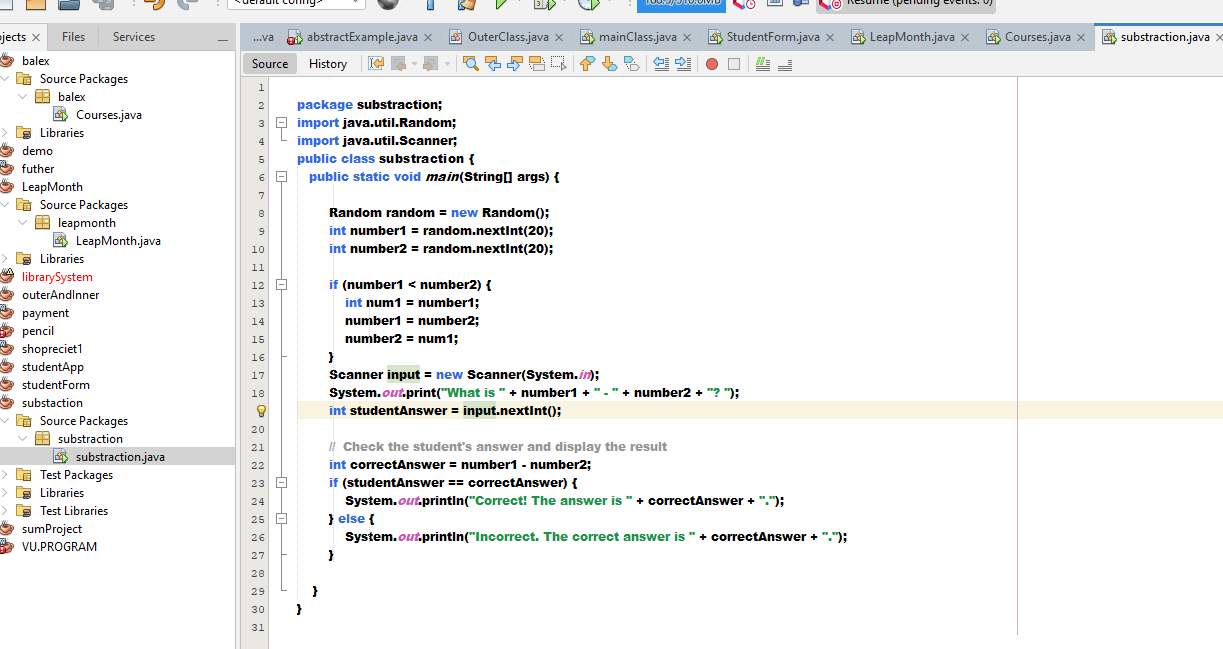 <default config>
168.5/510.0MB
Resume (pending events: 0)
ojects Files Services
...va abstractExample.java OuterClass.java mainClass.java StudentForm.java LeapMonth.java Courses.java substraction.java
Source History
balex
Source Packages
balex
Courses.java
Libraries
demo
futher
LeapMonth
Source Packages
leapmonth
LeapMonth.java
Libraries
librarySystem
outerAndInner
payment
pencil
shopreciet1
studentApp
studentForm
substaction
Source Packages
substraction
substraction.java
Test Packages
Libraries
Test Libraries
sumProject
VU.PROGRAM
1
2 package substraction;
3 import java.util.Random;
4 import java.util.Scanner;
5 public class substraction {
6 public static void main(String[] args) {
7
8 Random random = new Random();
9 int number1 = random.nextInt(20);
10 int number2 = random.nextInt(20);
11
12 if (number1 < number2) {
13 int num1 = number1;
14 number1 = number2;
15 number2 = num1;
16 }
17 Scanner input = new Scanner(System.in);
18 System.out.print("What is " + number1 + " - " + number2 + "? ");
int studentAnswer = input.nextInt();
20
21 // Check the student's answer and display the result
22 int correctAnswer = number1 - number2;
23 if (studentAnswer == correctAnswer) {
24 System.out.println("Correct! The answer is " + correctAnswer + ".");
25 } else {
26 System.out.println("Incorrect. The correct answer is " + correctAnswer + ".");
27 }
28
29 }
30 }
31